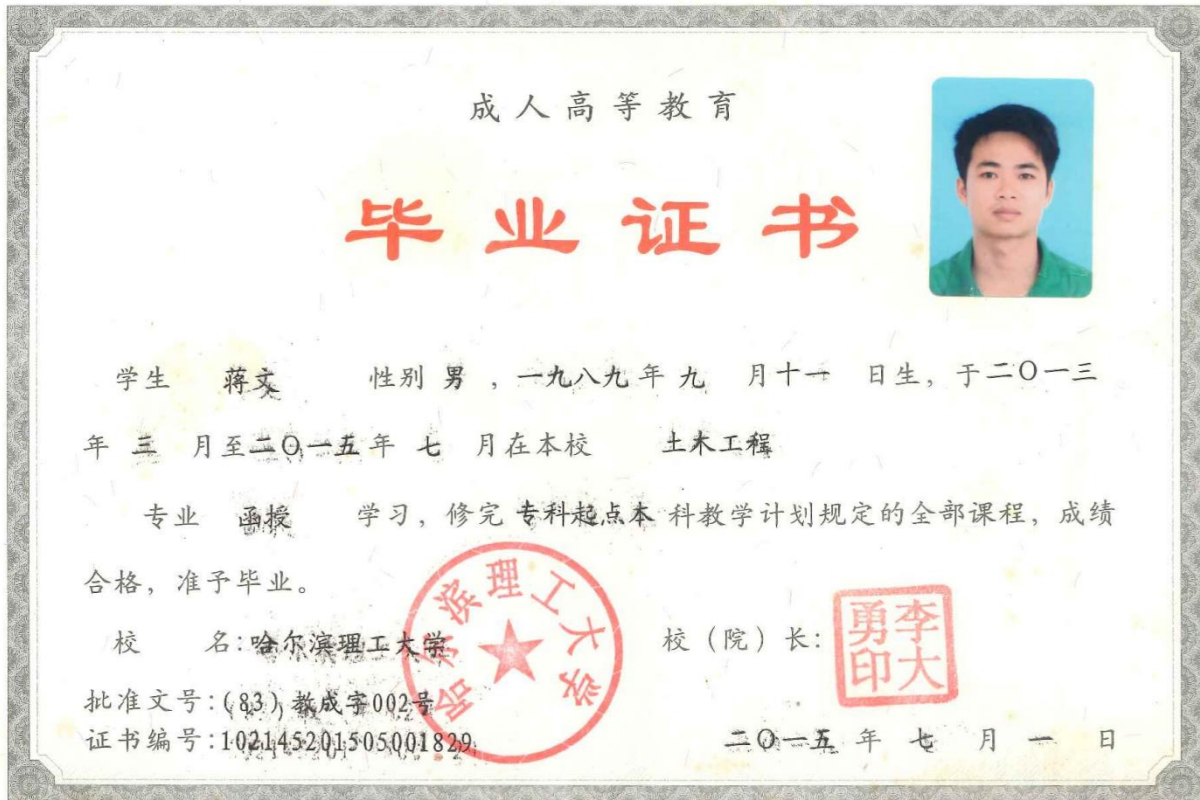 成人高等教育
毕业证书
学生 蒋文 性别 男 ,一九八九年 九 月十一 日生,于二〇一三
年 三 月至二〇一五年 七 月在本校 土木工程
专业 函授 学习,修完 专科起点本 科教学计划规定的全部课程,成绩
合格,准予毕业。
校 名:哈尔滨理工大学
哈尔滨理工大学
校(院)长:
李大勇印
批准文号:(83)教成字002号
证书编号:102145201505001829
二〇一五 年 七 月 一 日